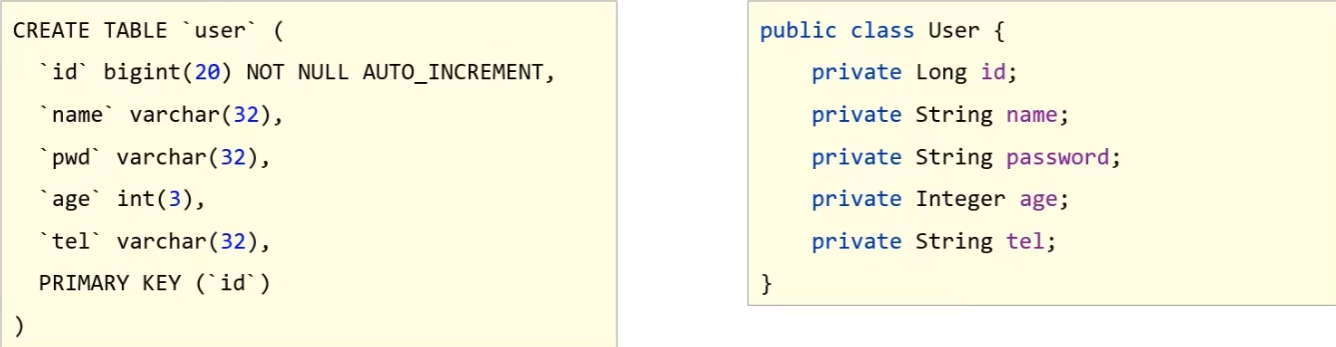 CREATE TABLE `user` (
  `id` bigint(20) NOT NULL AUTO_INCREMENT,
  `name` varchar(32),
  `pwd` varchar(32),
  `age` int(3),
  `tel` varchar(32),
  PRIMARY KEY (`id`)
)
public class User {
    private Long id;
    private String name;
    private String password;
    private Integer age;
    private String tel;
}